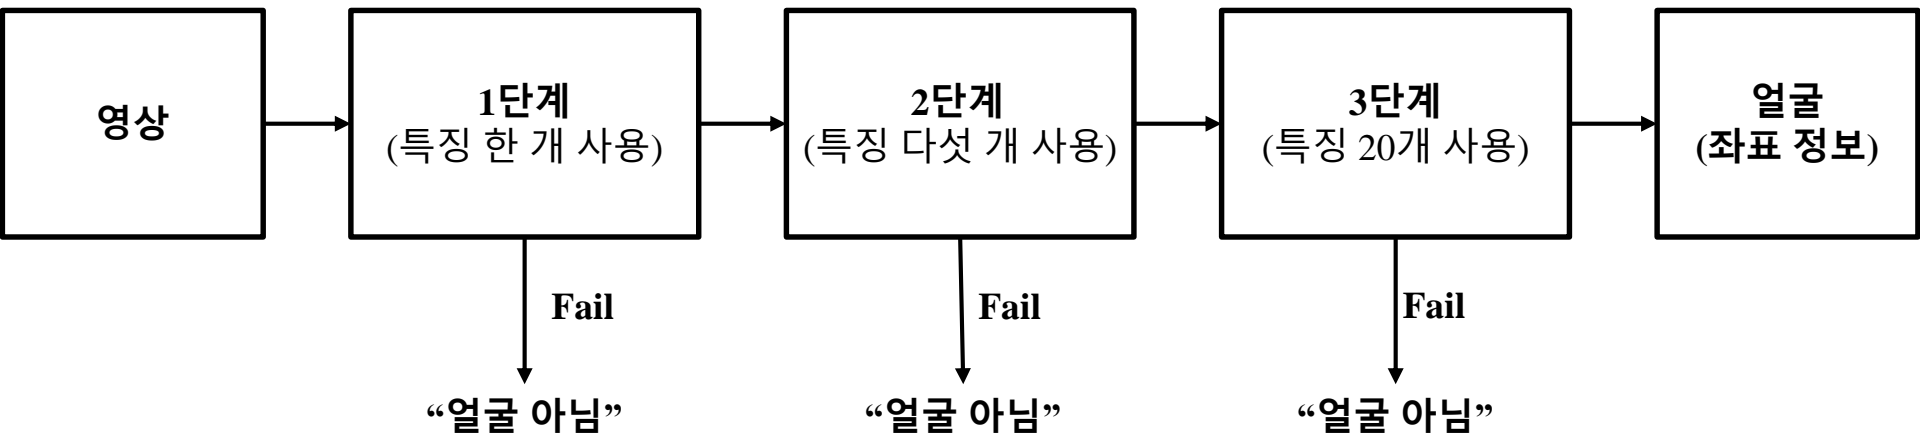 영상
1단계
(특징 한 개 사용)
2단계
(특징 다섯 개 사용)
3단계
(특징 20개 사용)
얼굴
(좌표 정보)
Fail
Fail
Fail
“얼굴 아님”
“얼굴 아님”
“얼굴 아님”